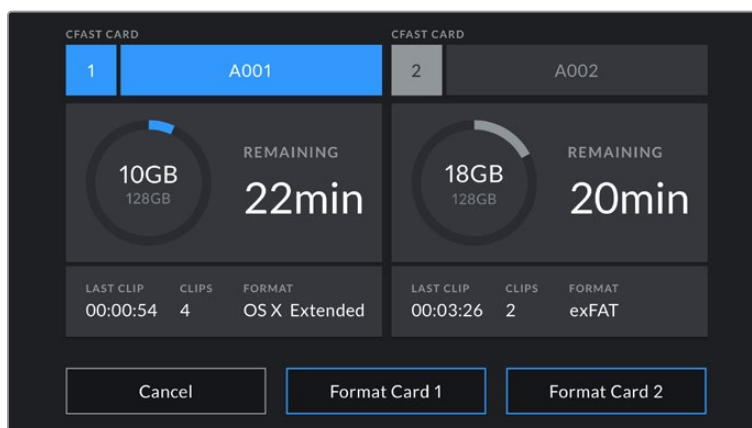 CFAST CARD
1 A001
10GB
128GB
REMAINING
22min
LAST CLIP CLIPS FORMAT
00:00:54 4 OS X Extended
CFAST CARD
2 A002
18GB
128GB
REMAINING
20min
LAST CLIP CLIPS FORMAT
00:03:26 2 exFAT
Cancel Format Card 1 Format Card 2